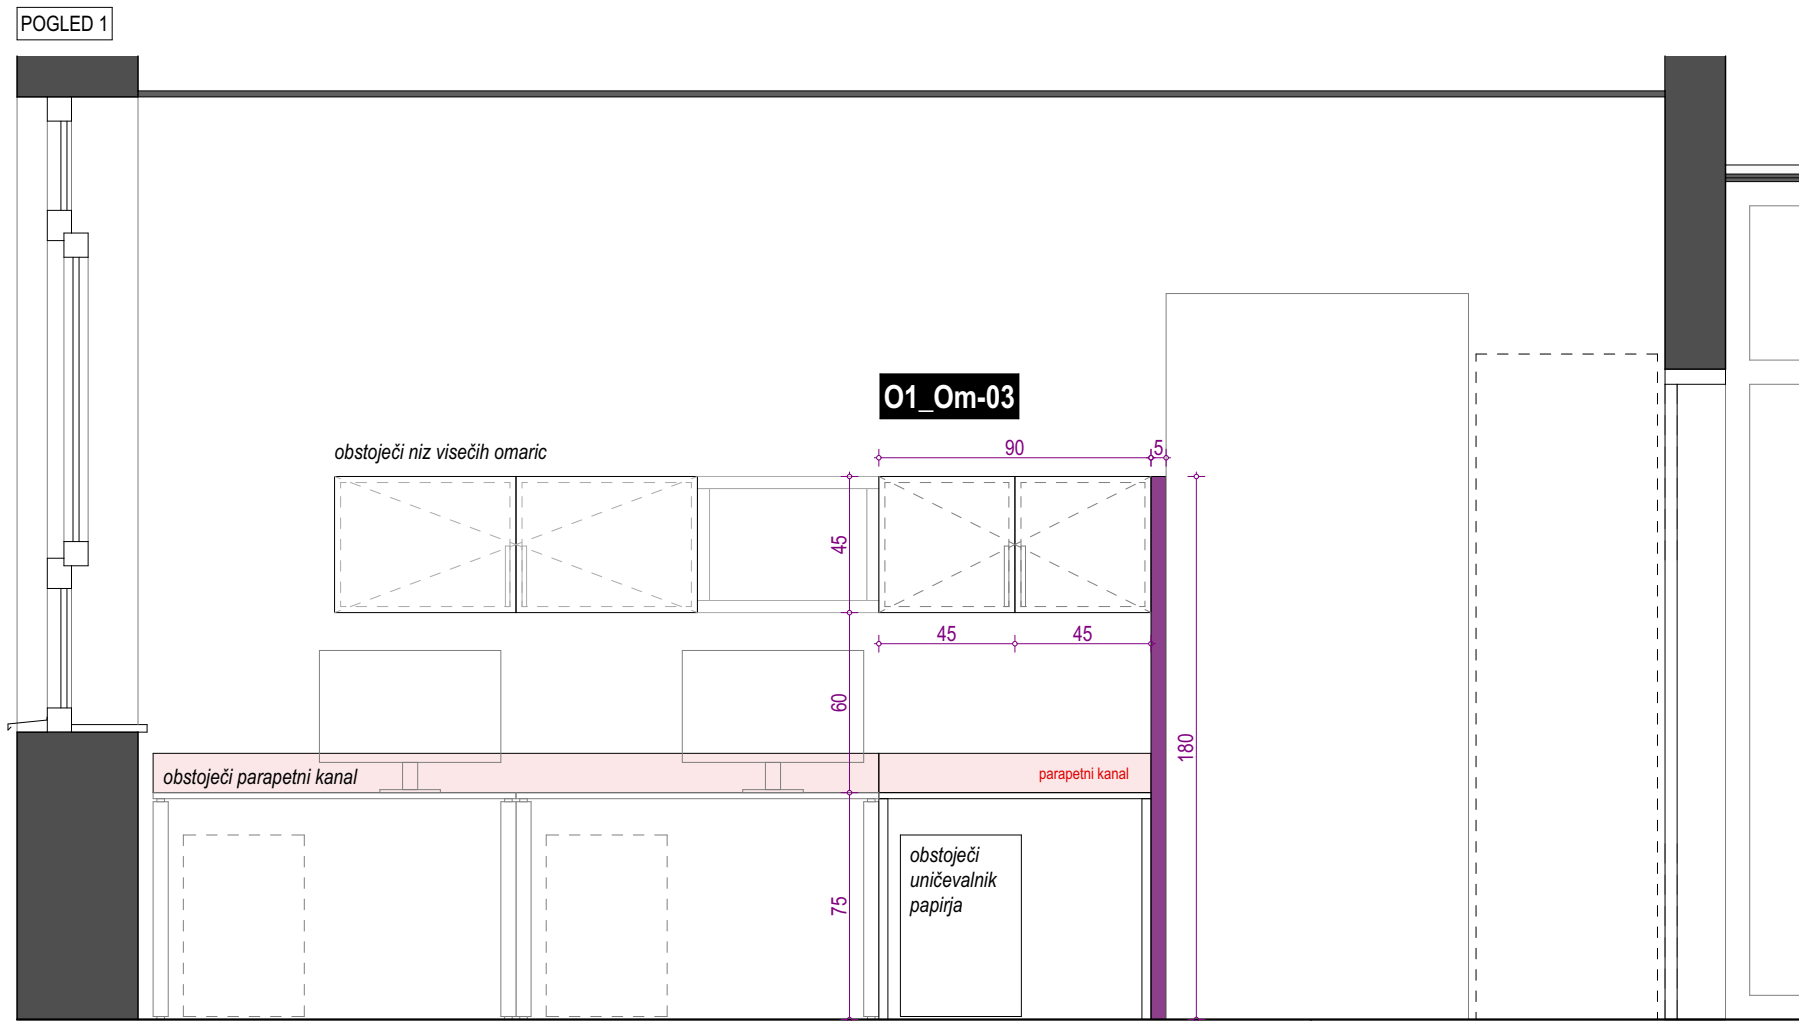 POGLED 1
O1_Om-03
obstoječi niz visečih omaric
90
5
45
45
45
60
180
obstoječi parapetni kanal
parapetni kanal
obstoječi
uničevalnik
papirja
75